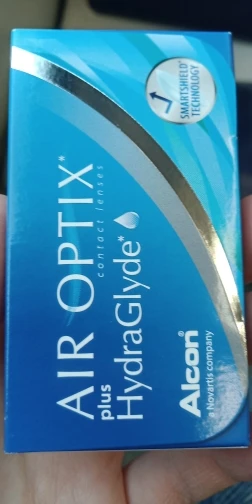 AIR OPTIX*
contact lenses
plus
HydraGlyde*
SMARTSHIELD*
TECHNOLOGY
Alcon®
a Novartis company